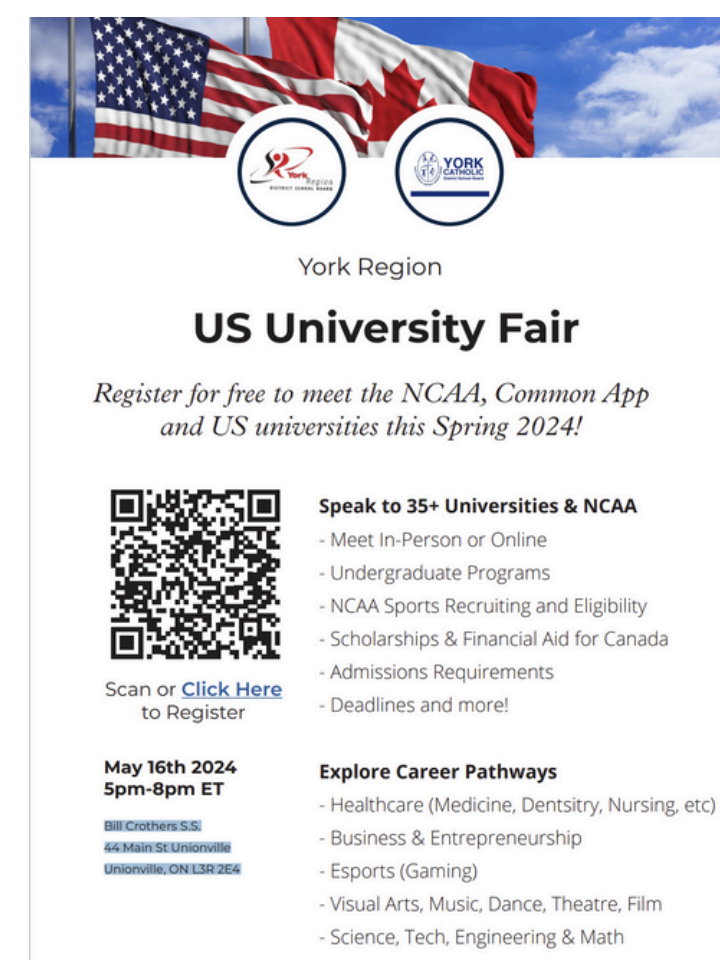 York
Region
DISTRICT SCHOOL BOARD
YORK
CATHOLIC
District School Board
York Region
US University Fair
Register for free to meet the NCAA, Common App
and US universities this Spring 2024!
Scan or Click Here
to Register
May 16th 2024
5pm-8pm ET
Bill Crothers S.S.
44 Main St Unionville
Unionville, ON L3R 2E4
Speak to 35+ Universities & NCAA
- Meet In-Person or Online
- Undergraduate Programs
- NCAA Sports Recruiting and Eligibility
- Scholarships & Financial Aid for Canada
- Admissions Requirements
- Deadlines and more!
Explore Career Pathways
- Healthcare (Medicine, Dentsitry, Nursing, etc)
- Business & Entrepreneurship
- Esports (Gaming)
- Visual Arts, Music, Dance, Theatre, Film
- Science, Tech, Engineering & Math